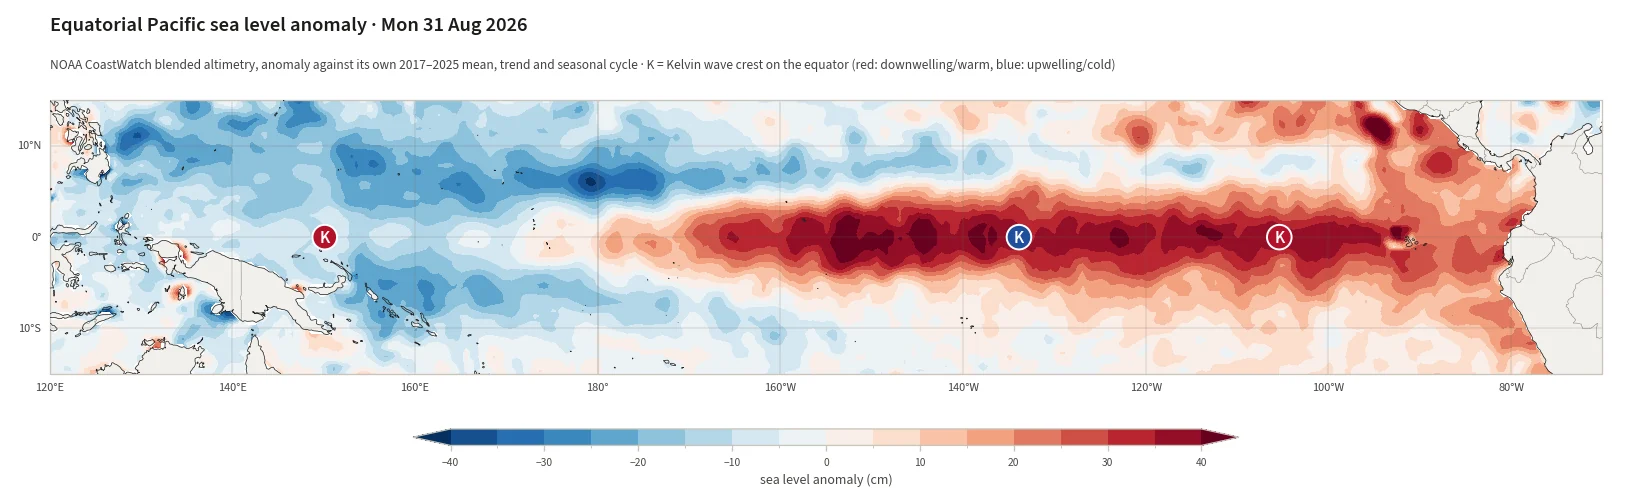 Equatorial Pacific sea level anomaly · Mon 31 Aug 2026
NOAA CoastWatch blended altimetry, anomaly against its own 2017–2025 mean, trend and seasonal cycle · K = Kelvin wave crest on the equator (red: downwelling/warm, blue: upwelling/cold)
10°N
0°
10°S
K K K
120°E 140°E 160°E 180° 160°W 140°W 120°W 100°W 80°W
−40 −30 −20 −10 0 10 20 30 40
sea level anomaly (cm)